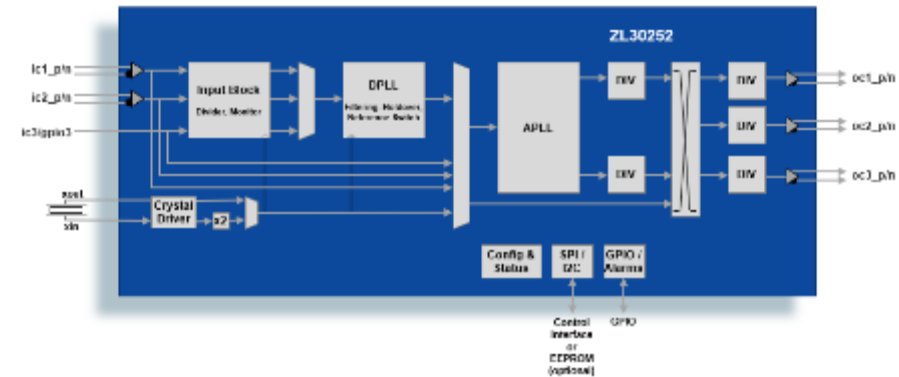 ZL30252
ic1_p/n
ic2_p/n
ic3/gpio3
Input Block
Divider, Monitor
DPLL
Filtering, Holdover,
Reference Switch
APLL
DIV
DIV
DIV
DIV
DIV
oc1_p/n
oc2_p/n
oc3_p/n
xout
xin
Crystal
Driver
x2
Config &
Status
SPI /
I2C
GPIO /
Alarms
Control
Interface
or
EEPROM
(optional)
GPIO